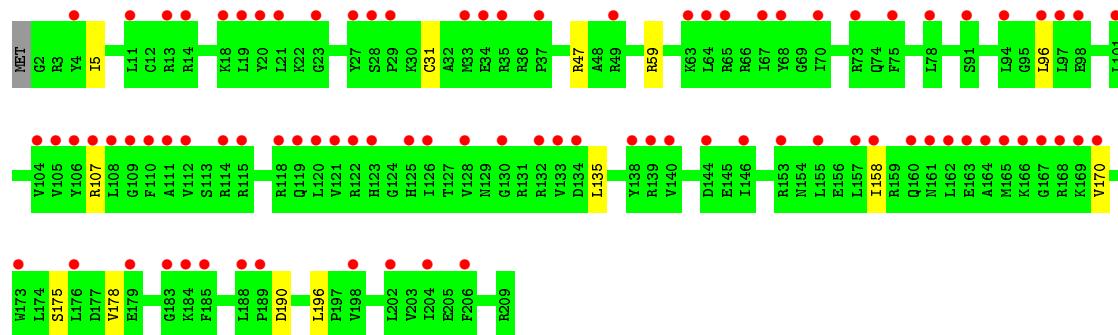 MET G2 R3 Y4 I5 L11 C12 R13 R14 K18 L19 Y20 L21 K22 G23 Y27 S28 P29 K30 C31 A32 M33 E34 R35 R36 P37 R47 A48 R49 R59 K63 L64 R65 R66 I67 Y68 G69 I70 R73 Q74 F75 L78 S91 L94 G95 L96 L97 E98 L101
V104 V105 Y106 R107 L108 G109 F110 A111 V112 S113 R114 R115 R118 Q119 L120 V121 R122 H123 G124 H125 I126 T127 V128 N129 G130 R131 R132 V133 D134 L135 Y138 R139 V140 D144 E145 I146 R153 N154 L155 E156 L157 I158 R159 Q160 N161 L162 E163 A164 M165 K166 G167 R168 K169 V170
W173 L174 S175 L176 D177 V178 E179 G183 K184 F185 L188 P189 D190 L196 P197 V198 L202 V203 I204 E205 F206 R209